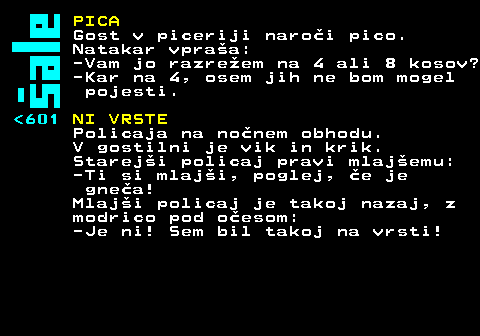 šale
PICA
Gost v piceriji naroči pico.
Natakar vpraša:
-Vam jo razrežem na 4 ali 8 kosov?
-Kar na 4, osem jih ne bom mogel
pojesti.
<601 NI VRSTE
Policaja na nočnem obhodu.
V gostilni je vik in krik.
Starejši policaj pravi mlajšemu:
-Ti si mlajši, poglej, če je
gneča!
Mlajši policaj je takoj nazaj, z
modrico pod očesom:
-Je ni! Sem bil takoj na vrsti!